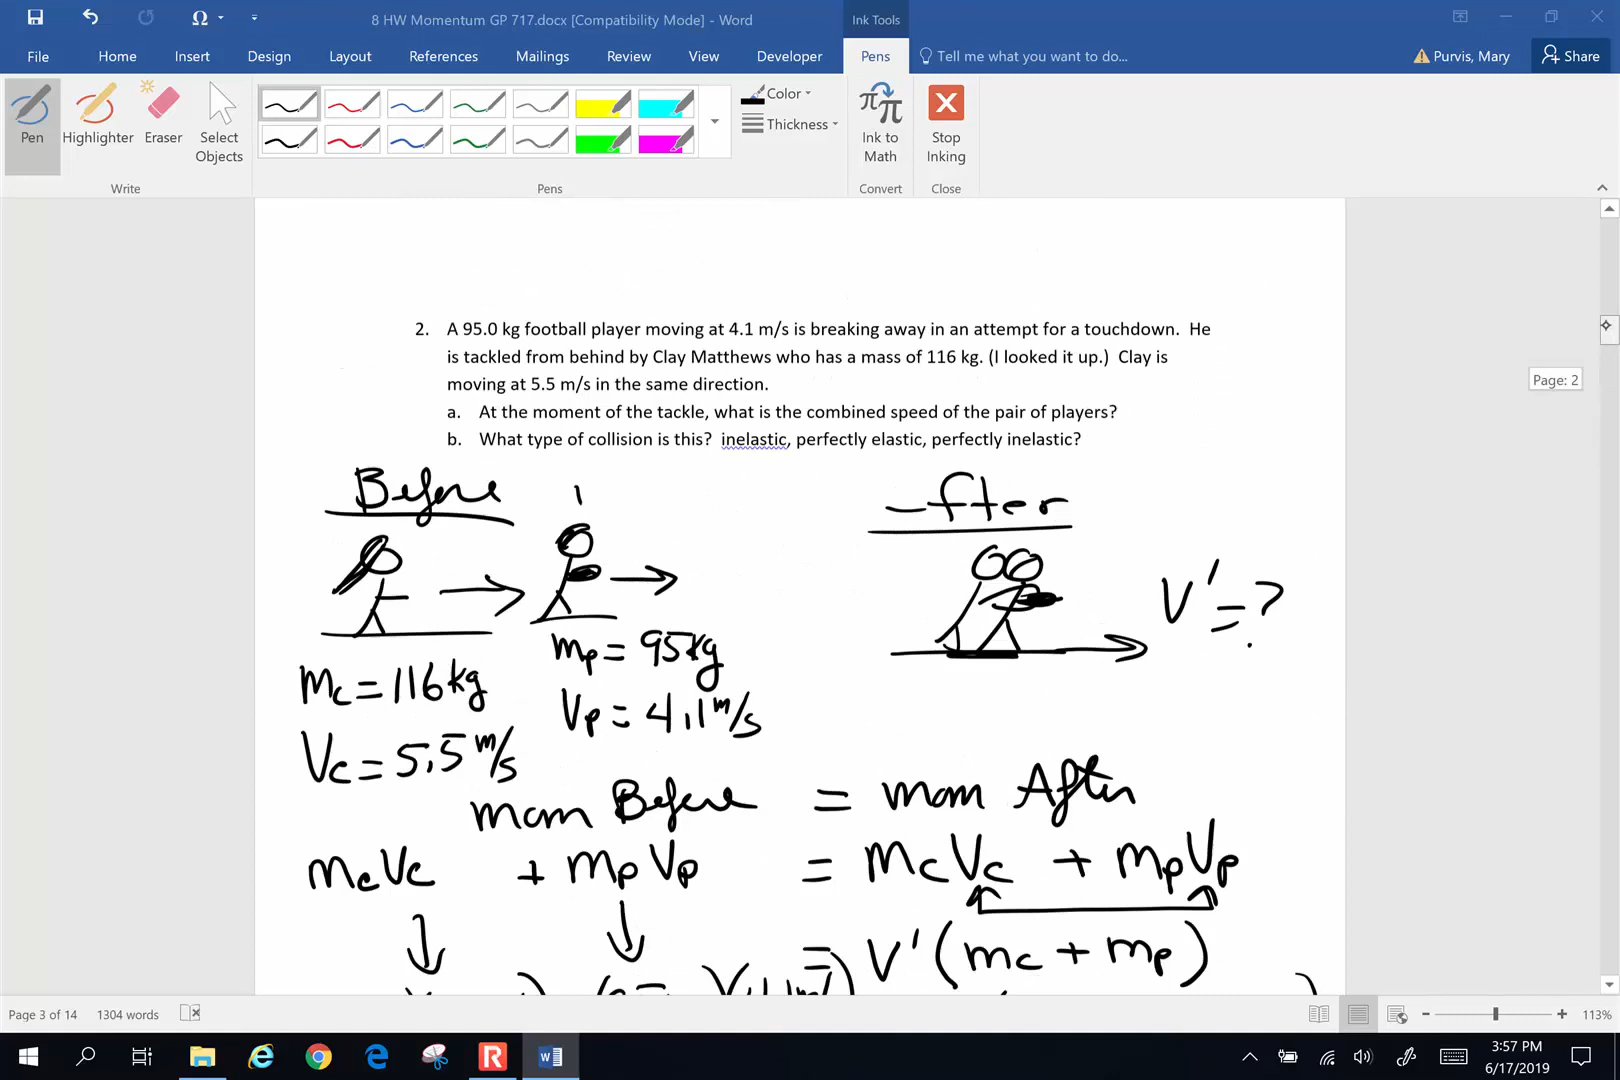 8 HW Momentum GP 717.docx [Compatibility Mode] - Word
Ink Tools
File Home Insert Design Layout References Mailings Review View Developer Pens Tell me what you want to do... Purvis, Mary Share
Pen Highlighter Eraser Select Objects
Color
Thickness
Ink to Math
Stop Inking
Write Pens Convert Close
2. A 95.0 kg football player moving at 4.1 m/s is breaking away in an attempt for a touchdown. He
is tackled from behind by Clay Matthews who has a mass of 116 kg. (I looked it up.) Clay is
moving at 5.5 m/s in the same direction.
a. At the moment of the tackle, what is the combined speed of the pair of players?
b. What type of collision is this? inelastic, perfectly elastic, perfectly inelastic?
Page: 2
Before
fter
V' = ?
mp = 95kg
mc = 116kg
Vp = 4.1 m/s
Vc = 5.5 m/s
mom Before = mom After
mcVc + mpVp = mcVc + mpVp
= V'(mc + mp)
Page 3 of 14 1304 words 113%
3:57 PM
6/17/2019